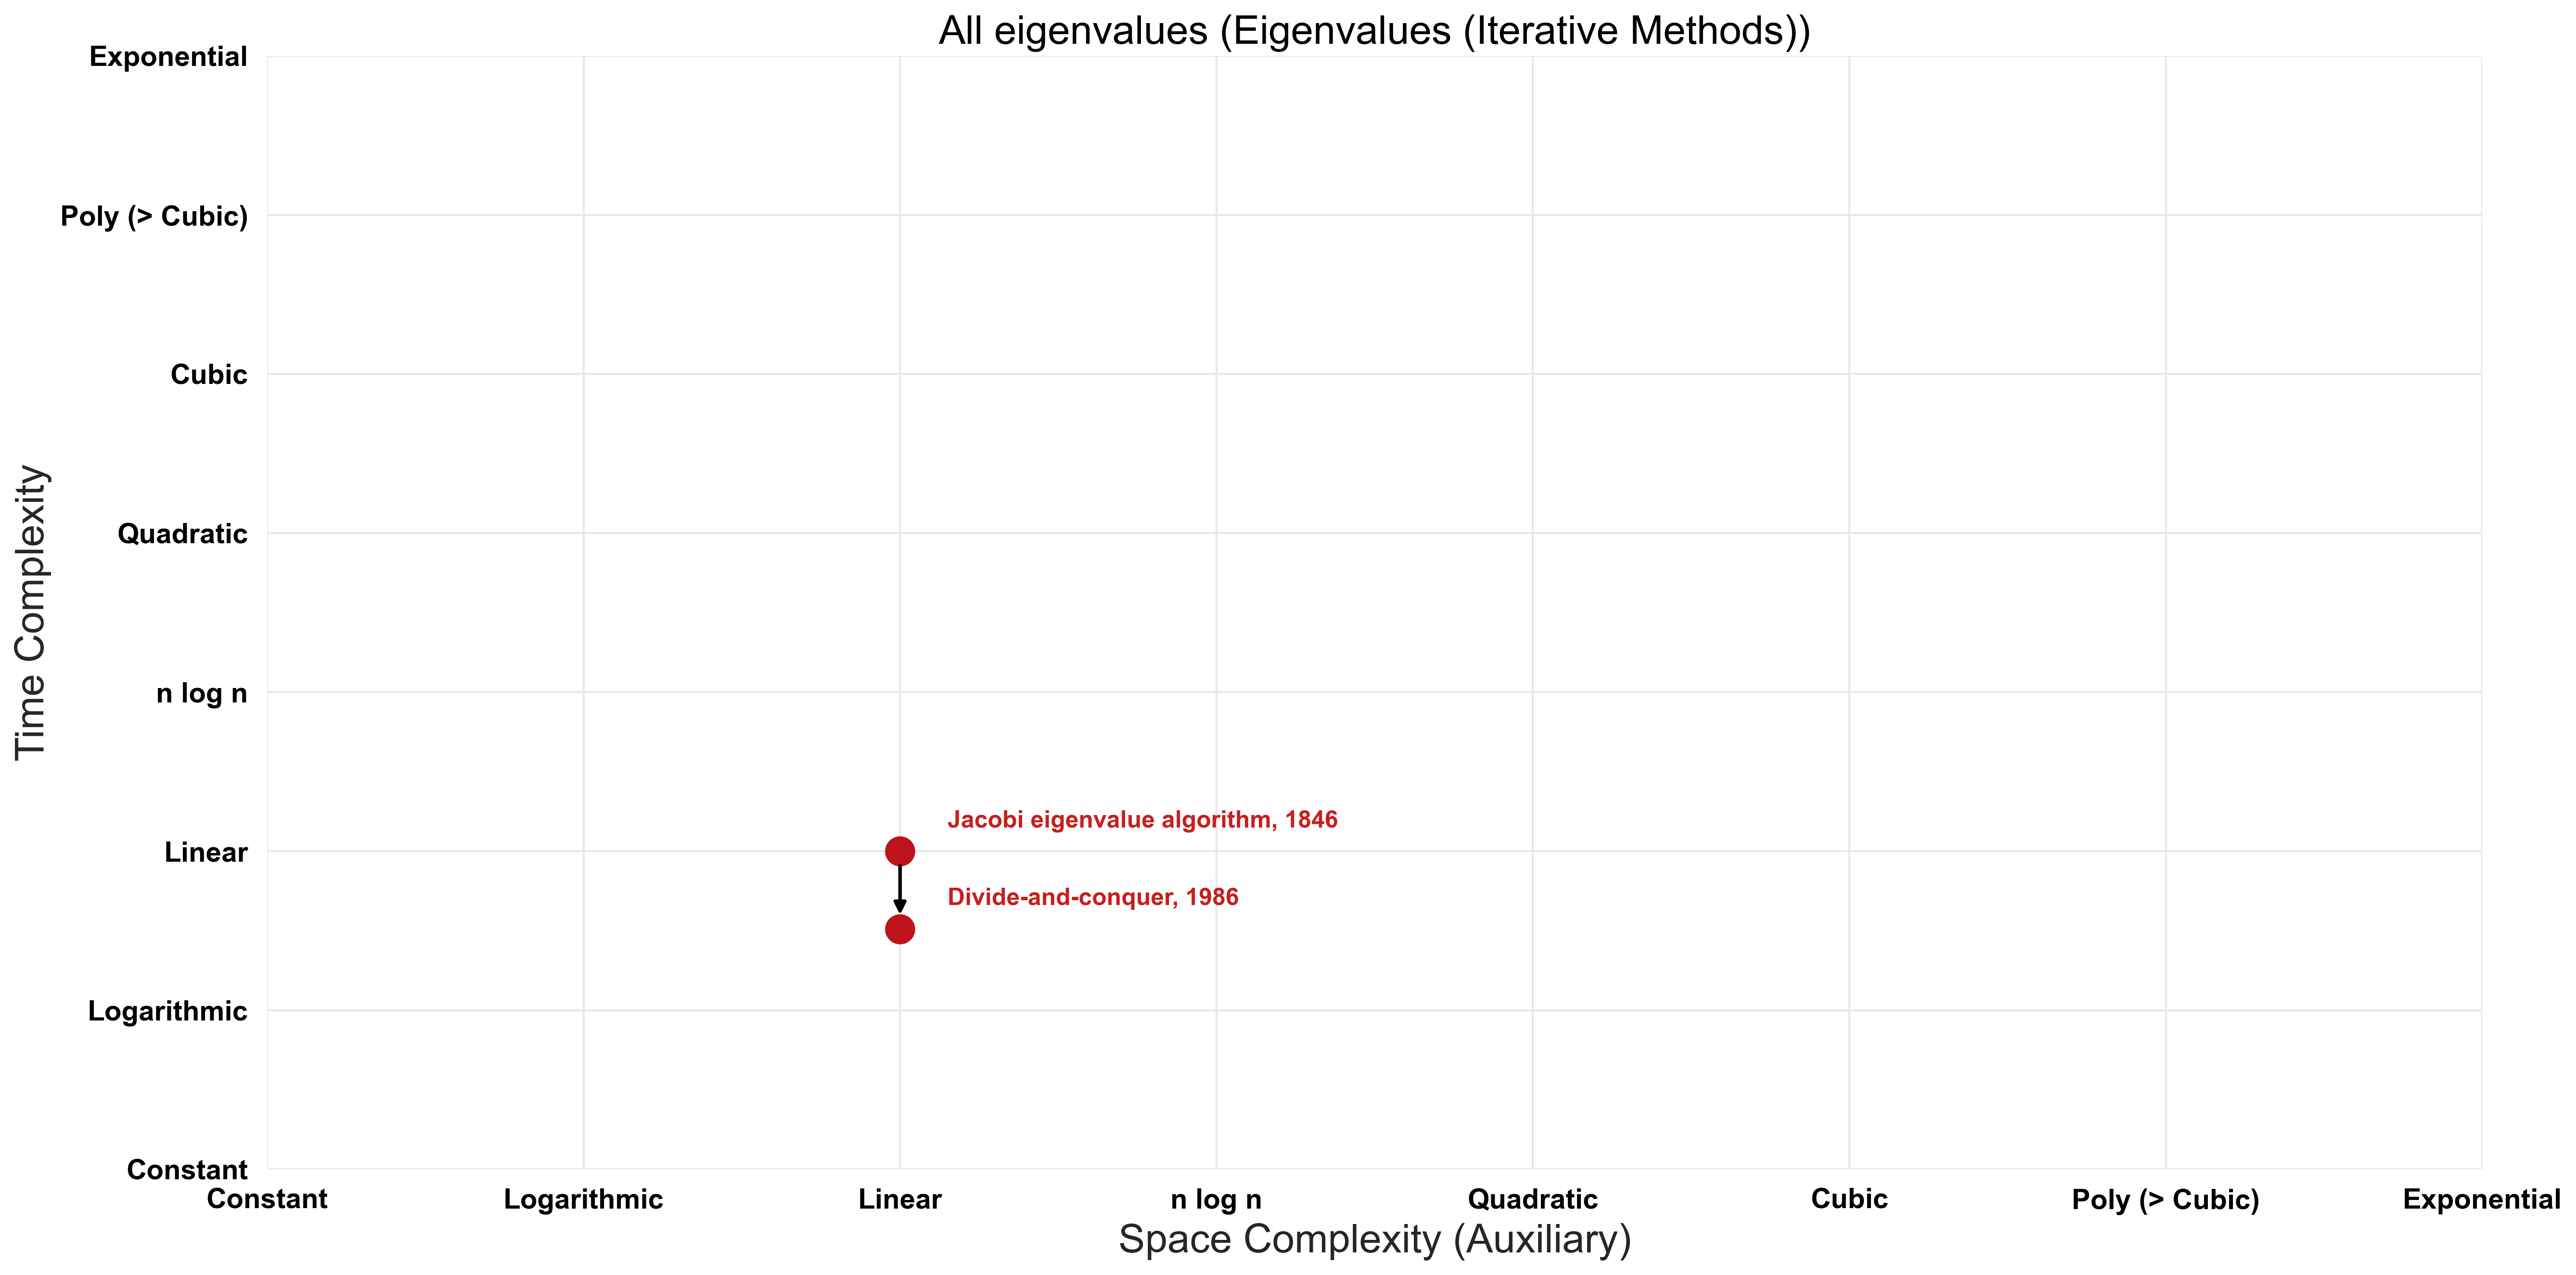 All eigenvalues (Eigenvalues (Iterative Methods))
Exponential
Poly (> Cubic)
Cubic
Quadratic
n log n
Linear
Logarithmic
Constant
Time Complexity
Jacobi eigenvalue algorithm, 1846
Divide-and-conquer, 1986
Constant Logarithmic Linear n log n Quadratic Cubic Poly (> Cubic) Exponential
Space Complexity (Auxiliary)